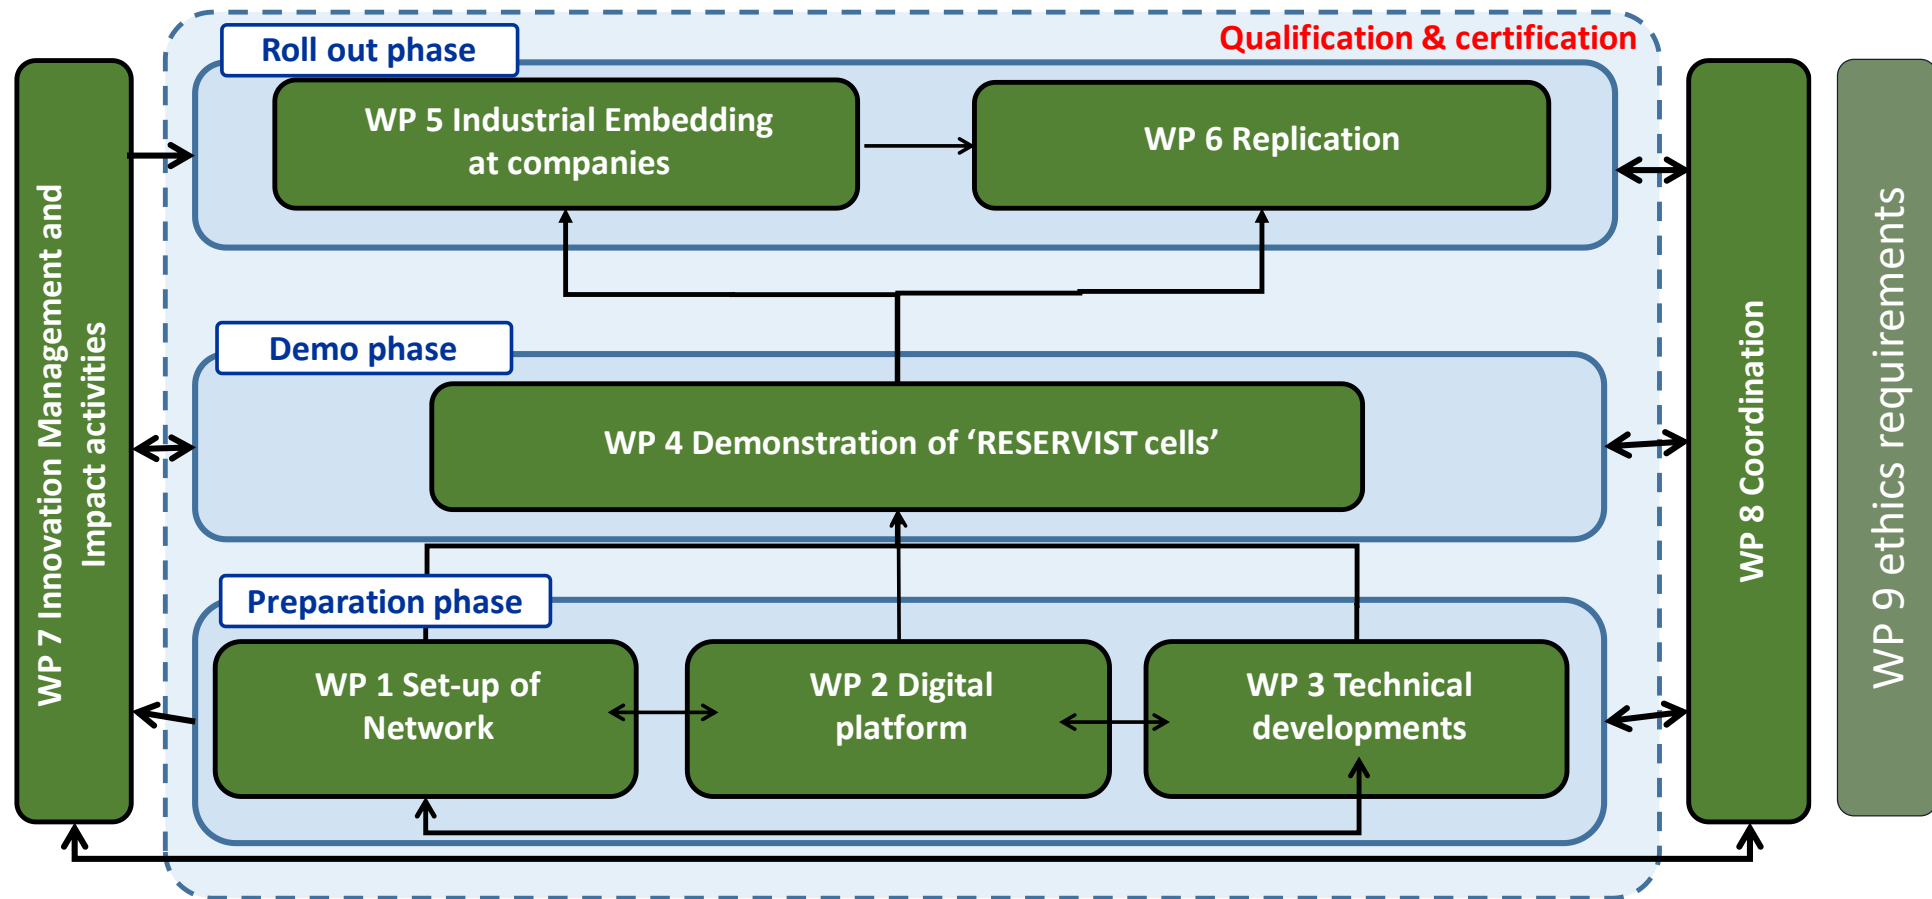 Qualification & certification
Roll out phase
WP 5 Industrial Embedding
at companies
WP 6 Replication
Demo phase
WP 4 Demonstration of ‘RESERVIST cells’
Preparation phase
WP 1 Set-up of
Network
WP 2 Digital
platform
WP 3 Technical
developments
WP 7 Innovation Management and
Impact activities
WP 8 Coordination
WP 9 ethics requirements